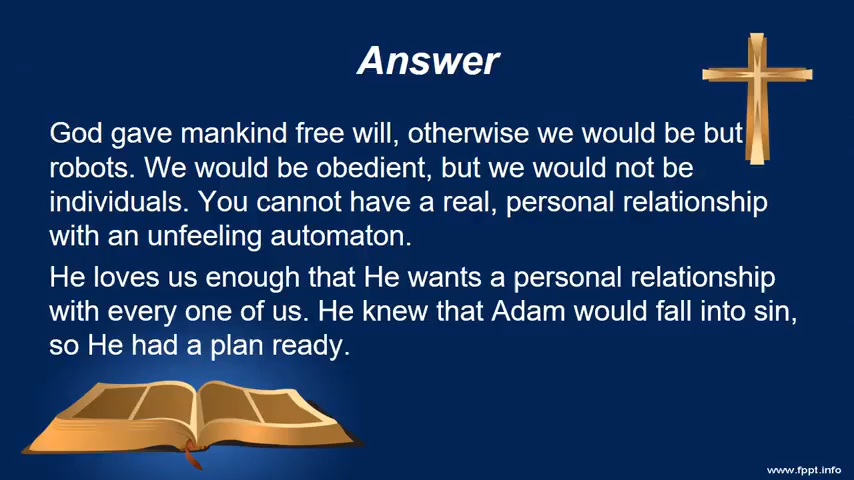 Answer
God gave mankind free will, otherwise we would be but
robots. We would be obedient, but we would not be
individuals. You cannot have a real, personal relationship
with an unfeeling automaton.
He loves us enough that He wants a personal relationship
with every one of us. He knew that Adam would fall into sin,
so He had a plan ready.
www.fppt.info